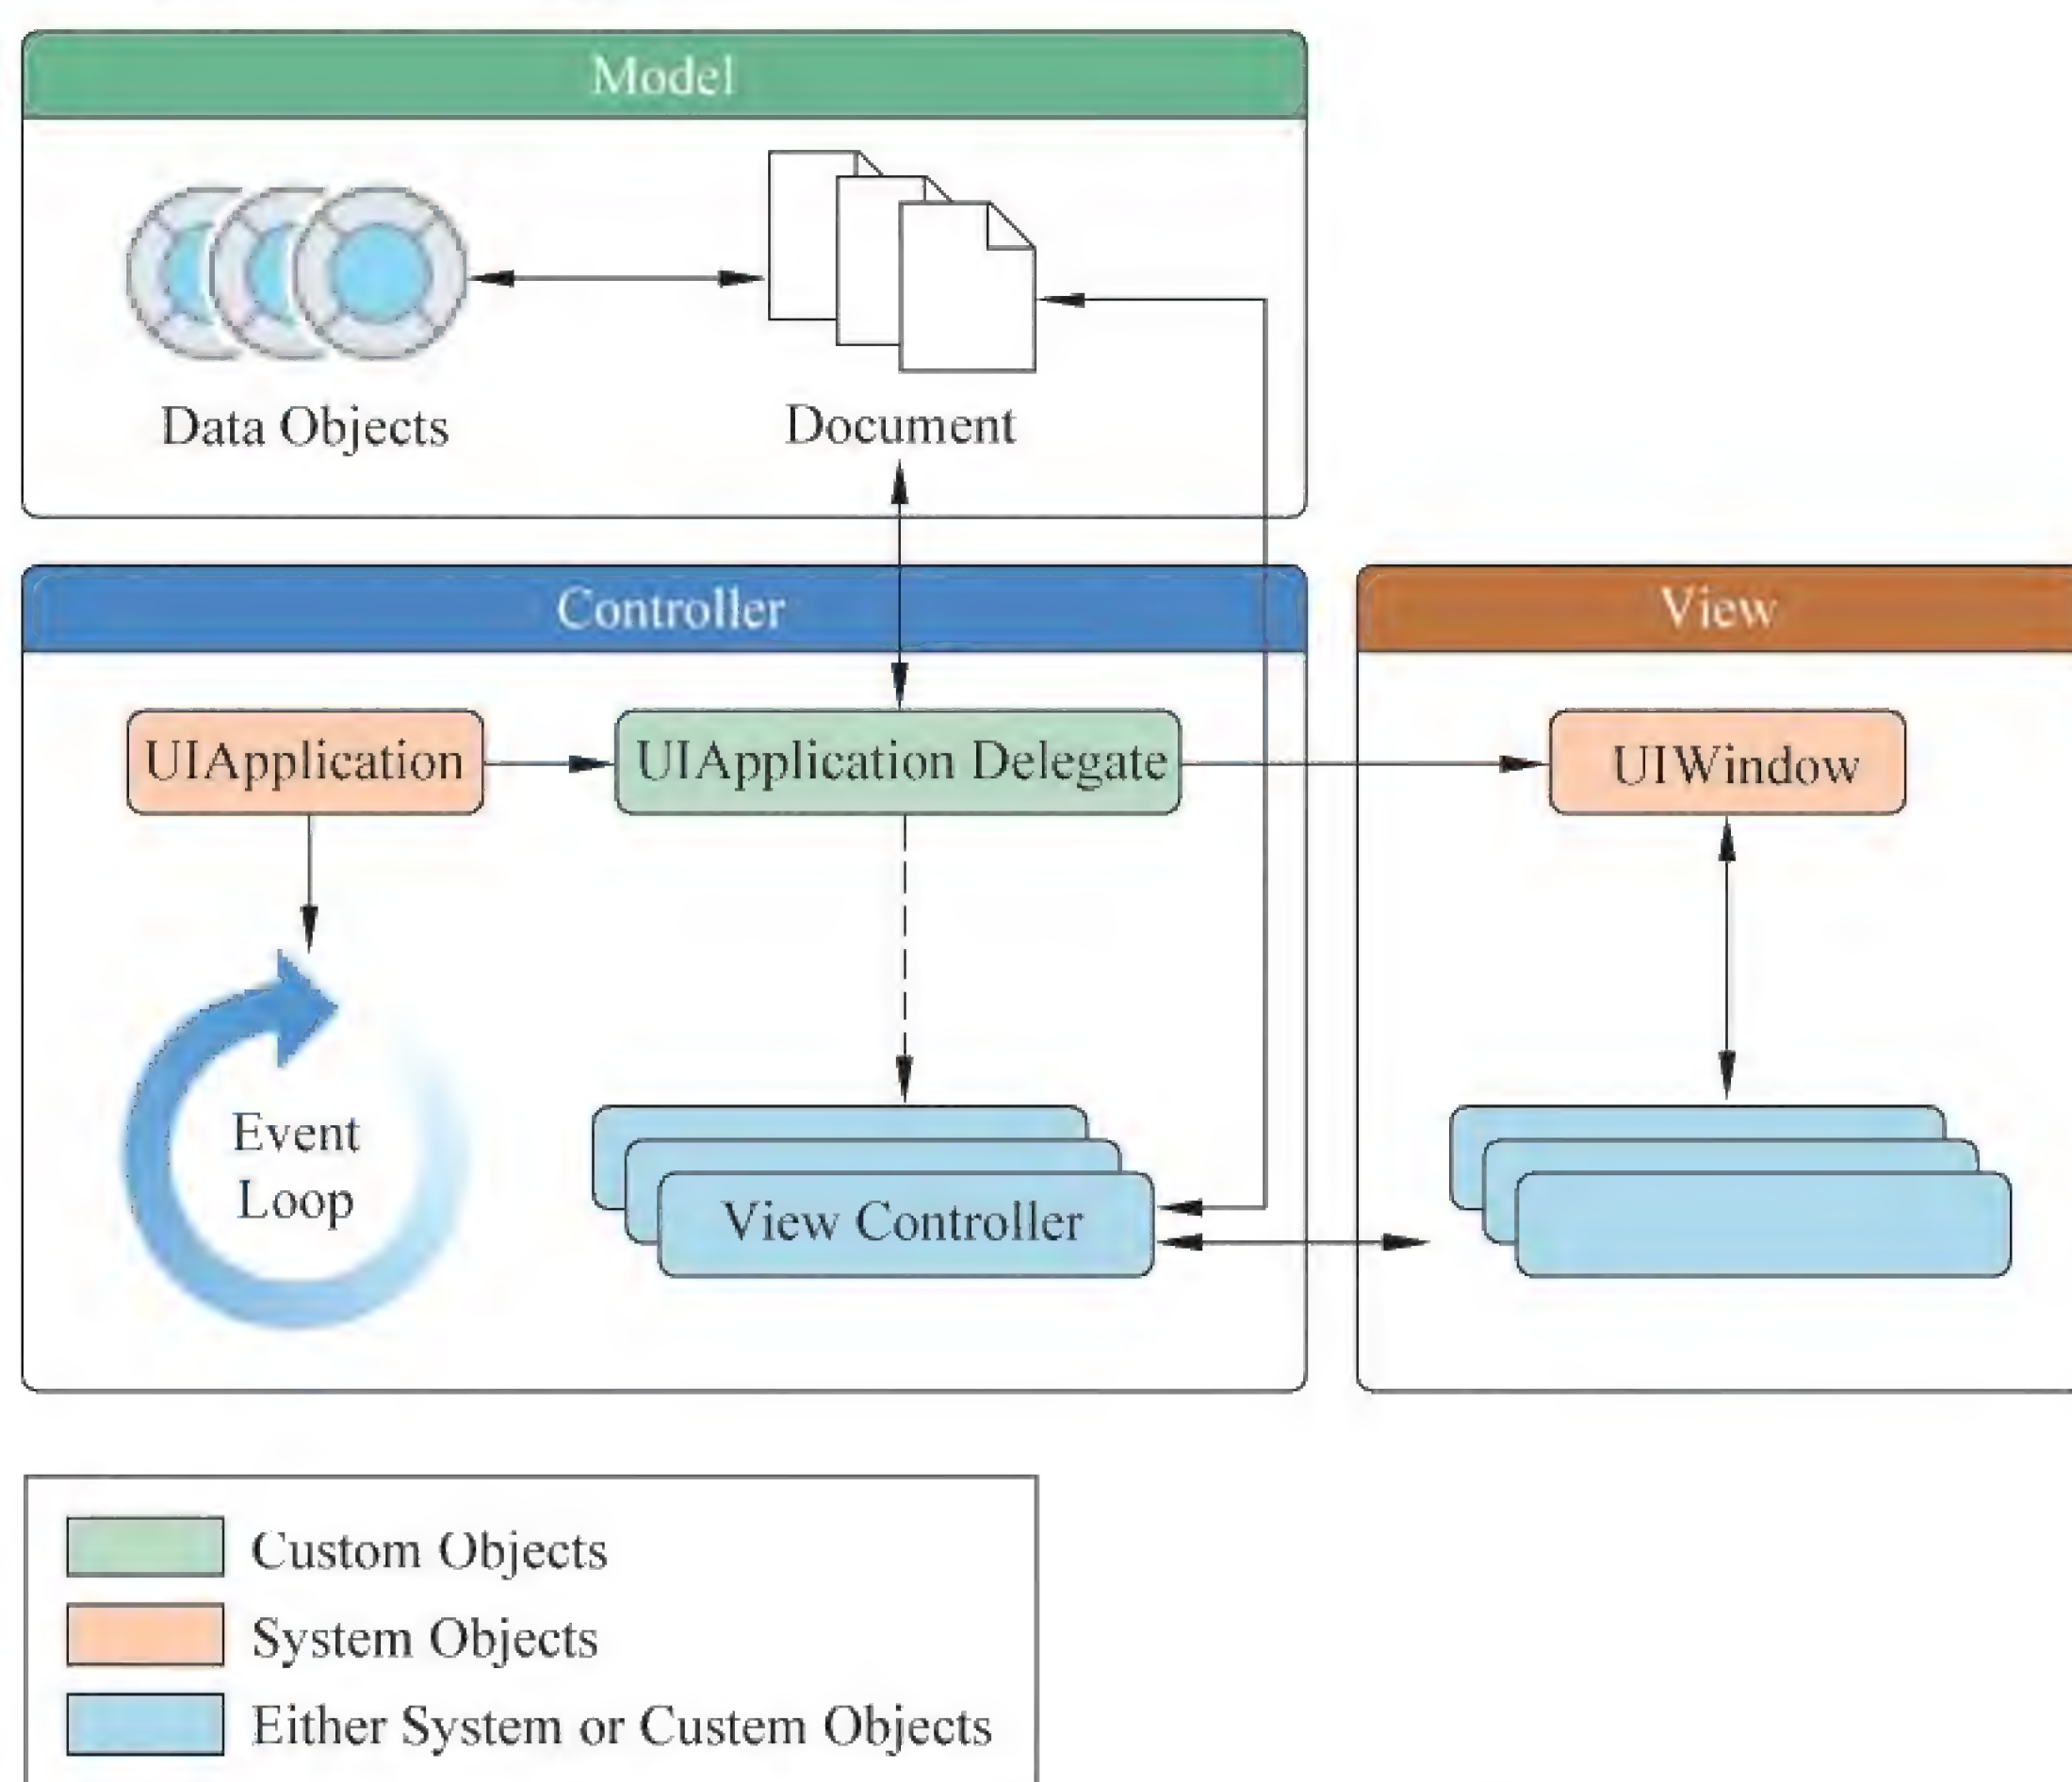 Model
Data Objects
Document
Controller
View
UIApplication
UIApplication Delegate
UIWindow
Event
Loop
View Controller
Custom Objects
System Objects
Either System or Custem Objects